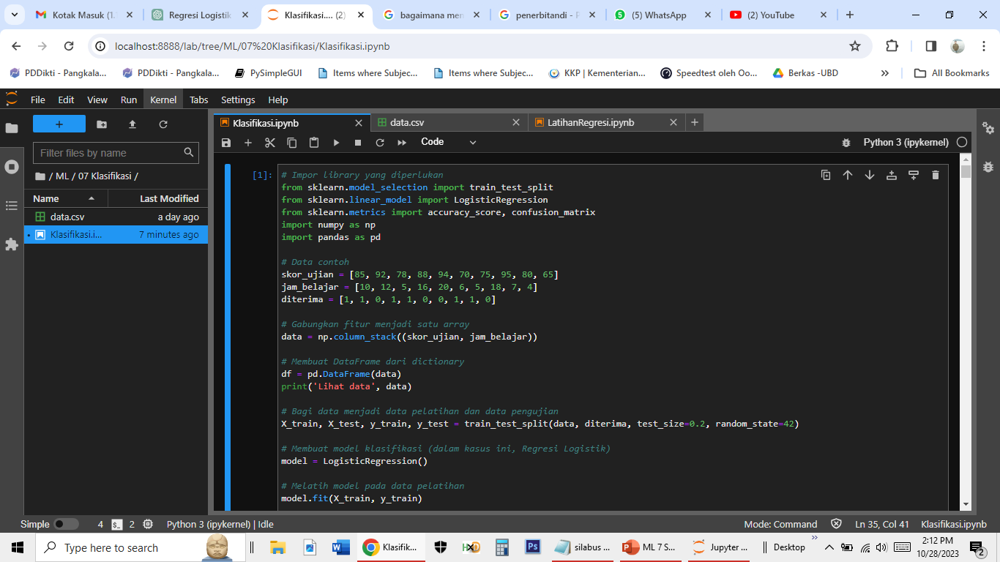 Kotak Masuk (1.
Regresi Logistik
Klasifikasi.... (2)
bagaimana men
penerbitandi - P
(5) WhatsApp
(2) YouTube
localhost:8888/lab/tree/ML/07%20Klasifikasi/Klasifikasi.ipynb
PDDikti - Pangkala...
PDDikti - Pangkala...
PySimpleGUI
Items where Subjec...
Items where Subjec...
KKP | Kementerian...
Speedtest oleh Oo...
Berkas -UBD
All Bookmarks
File Edit View Run Kernel Tabs Settings Help
Klasifikasi.ipynb
data.csv
LatihanRegresi.ipynb
Code
Python 3 (ipykernel)
Filter files by name
/ ML / 07 Klasifikasi /
Name Last Modified
data.csv a day ago
Klasifikasi.i... 7 minutes ago
[1]:
# Impor library yang diperlukan
from sklearn.model_selection import train_test_split
from sklearn.linear_model import LogisticRegression
from sklearn.metrics import accuracy_score, confusion_matrix
import numpy as np
import pandas as pd
# Data contoh
skor_ujian = [85, 92, 78, 88, 94, 70, 75, 95, 80, 65]
jam_belajar = [10, 12, 5, 16, 20, 6, 5, 18, 7, 4]
diterima = [1, 1, 0, 1, 1, 0, 0, 1, 1, 0]
# Gabungkan fitur menjadi satu array
data = np.column_stack((skor_ujian, jam_belajar))
# Membuat DataFrame dari dictionary
df = pd.DataFrame(data)
print('Lihat data', data)
# Bagi data menjadi data pelatihan dan data pengujian
X_train, X_test, y_train, y_test = train_test_split(data, diterima, test_size=0.2, random_state=42)
# Membuat model klasifikasi (dalam kasus ini, Regresi Logistik)
model = LogisticRegression()
# Melatih model pada data pelatihan
model.fit(X_train, y_train)
Simple 4 2 Python 3 (ipykernel) | Idle
Mode: Command Ln 35, Col 41 Klasifikasi.ipynb
Type here to search
Klasifik...
silabus ...
ML 7 S...
Jupyter ...
Desktop
2:12 PM
10/28/2023
2